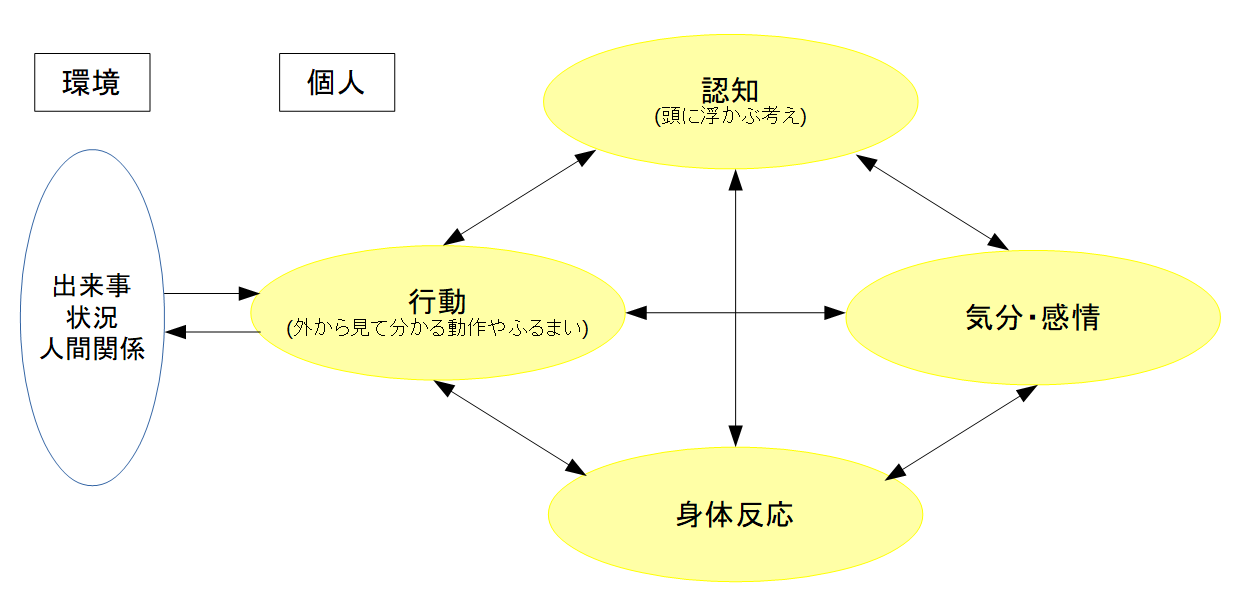 環境
個人
認知
(頭に浮かぶ考え)
出来事
状況
人間関係
行動
(外から見て分かる動作やふるまい)
気分・感情
身体反応